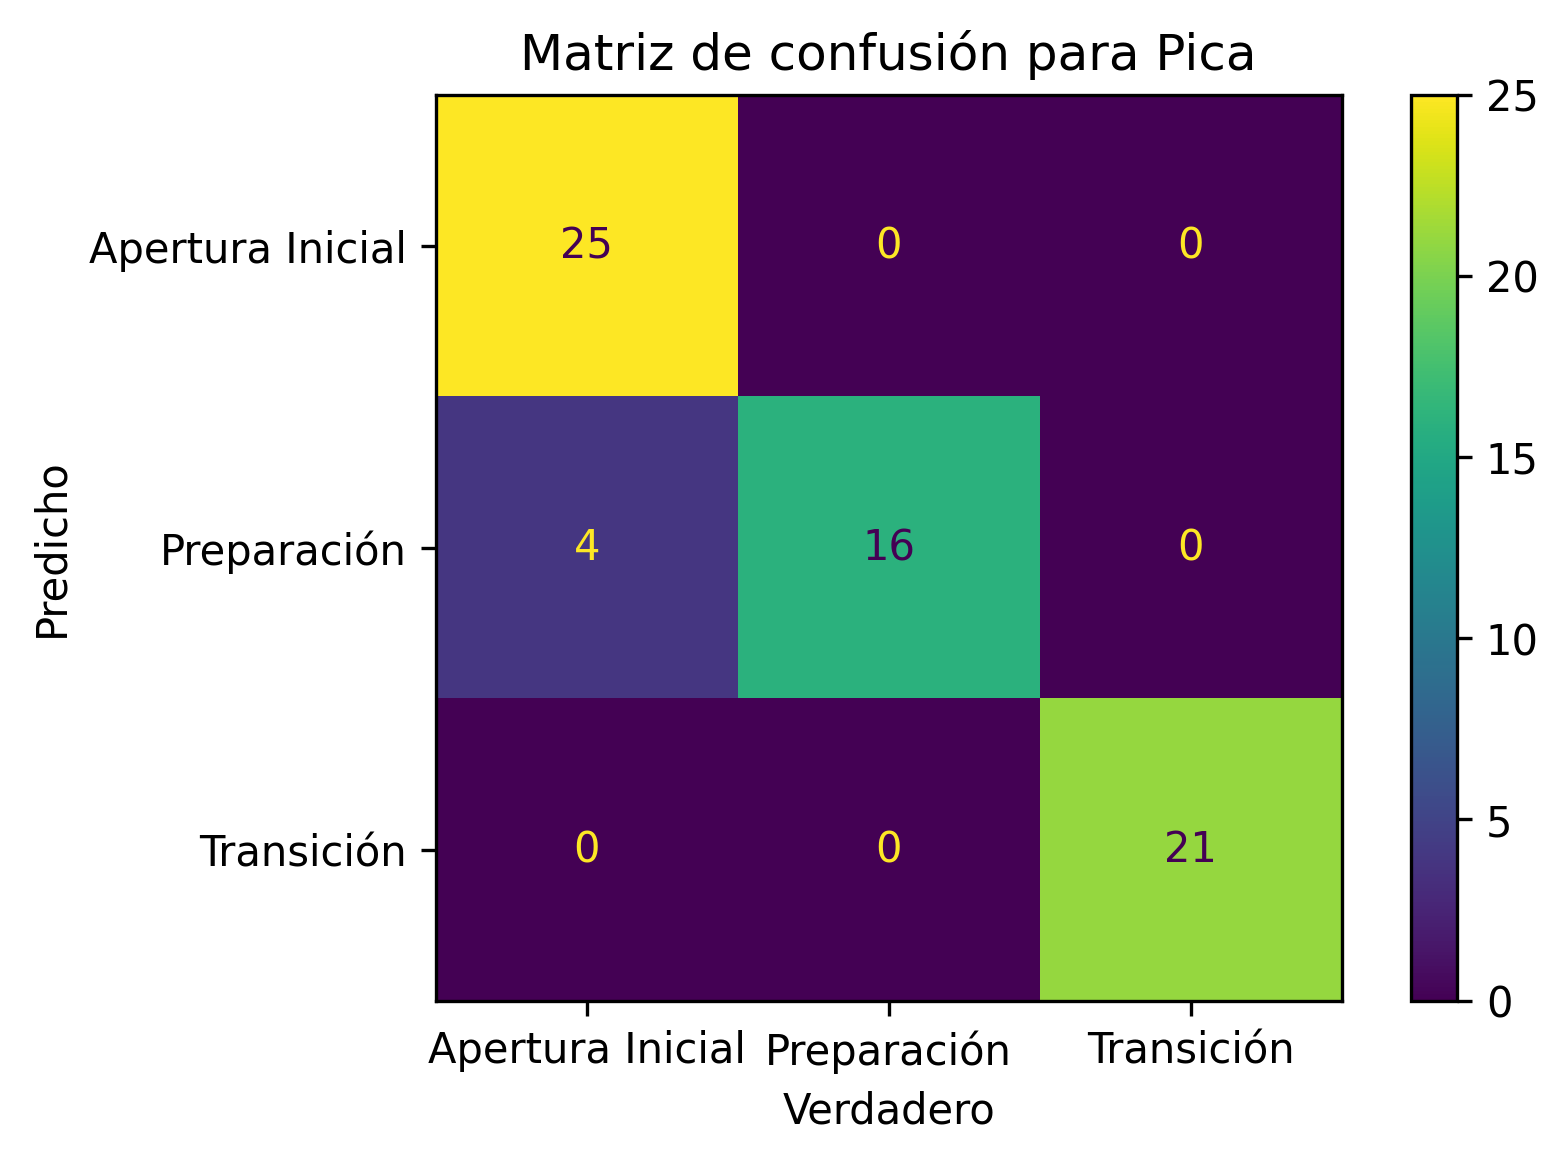 Matriz de confusión para Pica
Predicho
Apertura Inicial
25
0
0
Preparación
4
16
0
Transición
0
0
21
Apertura Inicial
Preparación
Transición
Verdadero
25
20
15
10
5
0